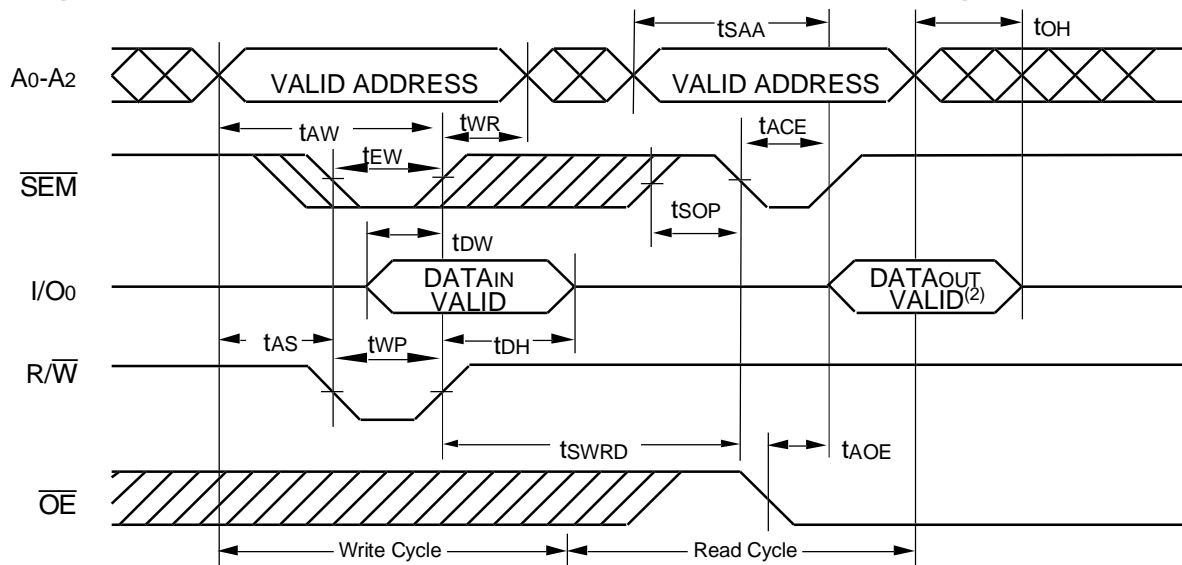 tSAA
tOH
A0-A2
VALID ADDRESS
VALID ADDRESS
tAW
tWR
tACE
tEW
SEM
tSOP
tDW
I/O0
DATAIN
VALID
DATAOUT
VALID(2)
tAS
tWP
tDH
R/W
tSWRD
tAOE
OE
Write Cycle
Read Cycle